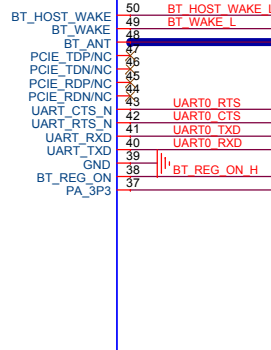 BT_HOST_WAKE 50 BT_HOST_WAKE_L
BT_WAKE 49 BT_WAKE_L
BT_ANT 48
PCIE_TDP/NC 47
PCIE_TDN/NC 46
PCIE_RDP/NC 45
PCIE_RDN/NC 44
UART_CTS_N 43 UART0_RTS
UART_RTS_N 42 UART0_CTS
UART_RXD 41 UART0_TXD
UART_TXD 40 UART0_RXD
GND 39
BT_REG_ON 38 BT_REG_ON_H
PA_3P3 37